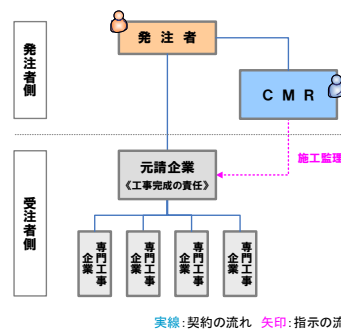 発注者
発注者側
CMR
施工監理
元請企業
《工事完成の責任》
受注者側
専門工事
企業
専門工事
企業
専門工事
企業
専門工事
企業
実線:契約の流れ 矢印:指示の流